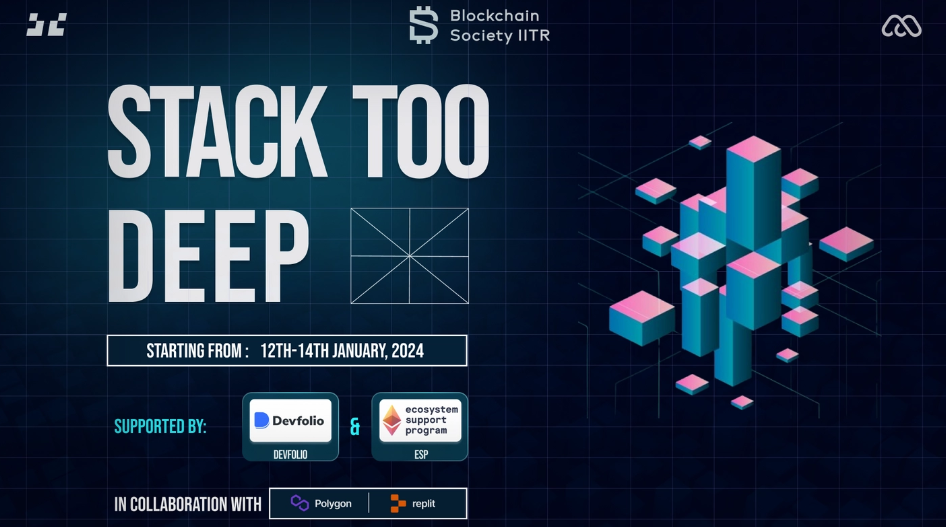 Blockchain
Society IITR
STACK TOO
DEEP
STARTING FROM : 12TH-14TH JANUARY, 2024
SUPPORTED BY:
Devfolio
DEVFOLIO
&
ecosystem
support
program
ESP
IN COLLABORATION WITH
Polygon
replit